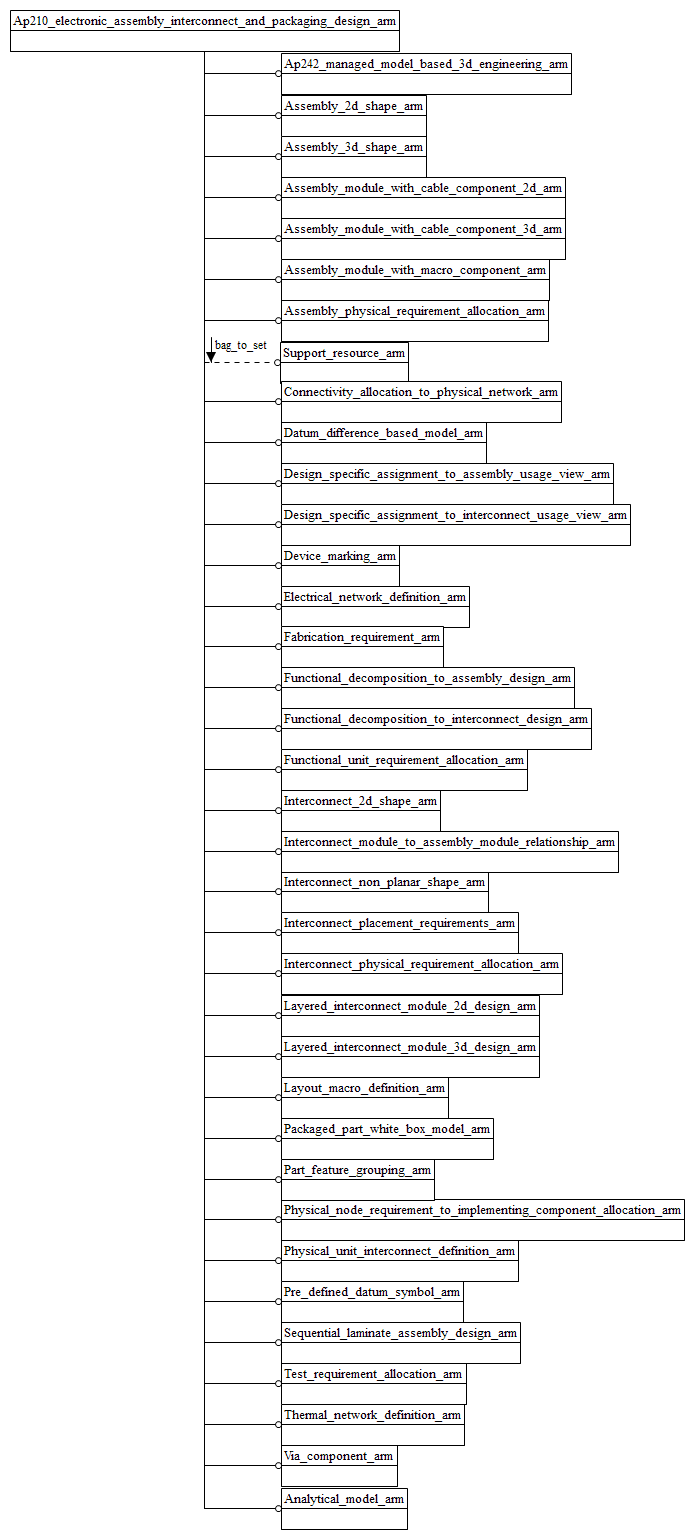 Ap210_electronic_assembly_interconnect_and_packaging_design_arm
Ap242_managed_model_based_3d_engineering_arm
Assembly_2d_shape_arm
Assembly_3d_shape_arm
Assembly_module_with_cable_component_2d_arm
Assembly_module_with_cable_component_3d_arm
Assembly_module_with_macro_component_arm
Assembly_physical_requirement_allocation_arm
bag_to_set
Support_resource_arm
Connectivity_allocation_to_physical_network_arm
Datum_difference_based_model_arm
Design_specific_assignment_to_assembly_usage_view_arm
Design_specific_assignment_to_interconnect_usage_view_arm
Device_marking_arm
Electrical_network_definition_arm
Fabrication_requirement_arm
Functional_decomposition_to_assembly_design_arm
Functional_decomposition_to_interconnect_design_arm
Functional_unit_requirement_allocation_arm
Interconnect_2d_shape_arm
Interconnect_module_to_assembly_module_relationship_arm
Interconnect_non_planar_shape_arm
Interconnect_placement_requirements_arm
Interconnect_physical_requirement_allocation_arm
Layered_interconnect_module_2d_design_arm
Layered_interconnect_module_3d_design_arm
Layout_macro_definition_arm
Packaged_part_white_box_model_arm
Part_feature_grouping_arm
Physical_node_requirement_to_implementing_component_allocation_arm
Physical_unit_interconnect_definition_arm
Pre_defined_datum_symbol_arm
Sequential_laminate_assembly_design_arm
Test_requirement_allocation_arm
Thermal_network_definition_arm
Via_component_arm
Analytical_model_arm